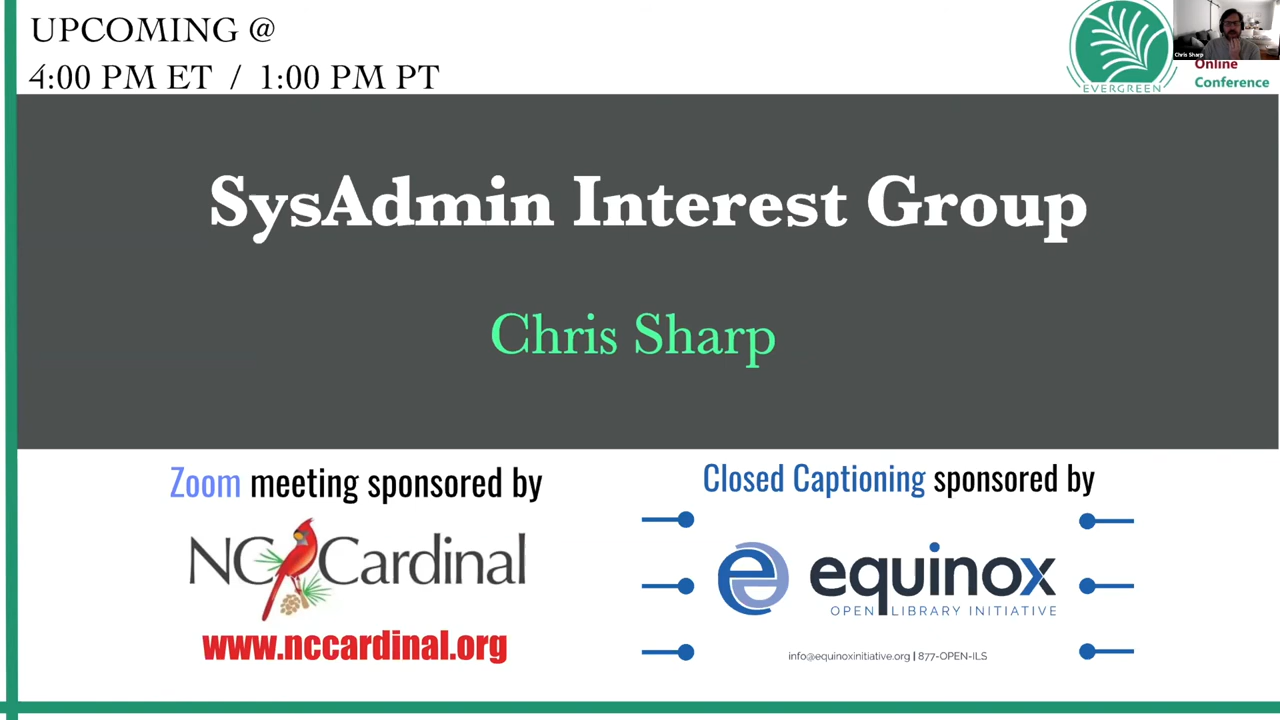 UPCOMING @
4:00 PM ET / 1:00 PM PT
EVERGREEN
Chris Sharp
Online
Conference
SysAdmin Interest Group
Chris Sharp
Zoom meeting sponsored by
NC Cardinal
www.nccardinal.org
Closed Captioning sponsored by
equinox
OPEN LIBRARY INITIATIVE
info@equinoxinitiative.org | 877-OPEN-ILS